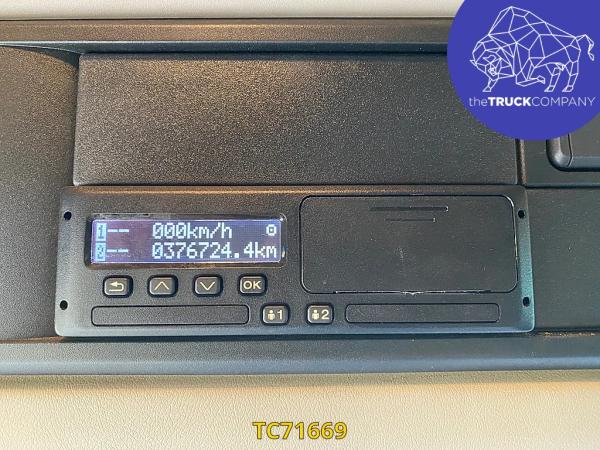 theTRUCKCOMPANY
1-- 000km/h
2-- 0376724.4km
OK
1 2
TC71669